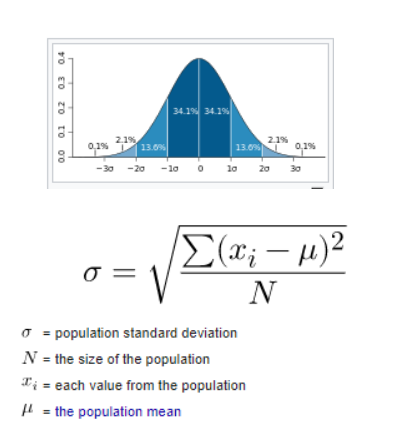 0.0 0.1 0.2 0.3 0.4
34.1% 34.1%
0.1% 2.1% 13.6% 13.6% 2.1% 0.1%
−3σ −2σ −1σ 0 1σ 2σ 3σ
σ = √(∑(xᵢ − μ)² / N)
σ = population standard deviation
N = the size of the population
xᵢ = each value from the population
μ = the population mean